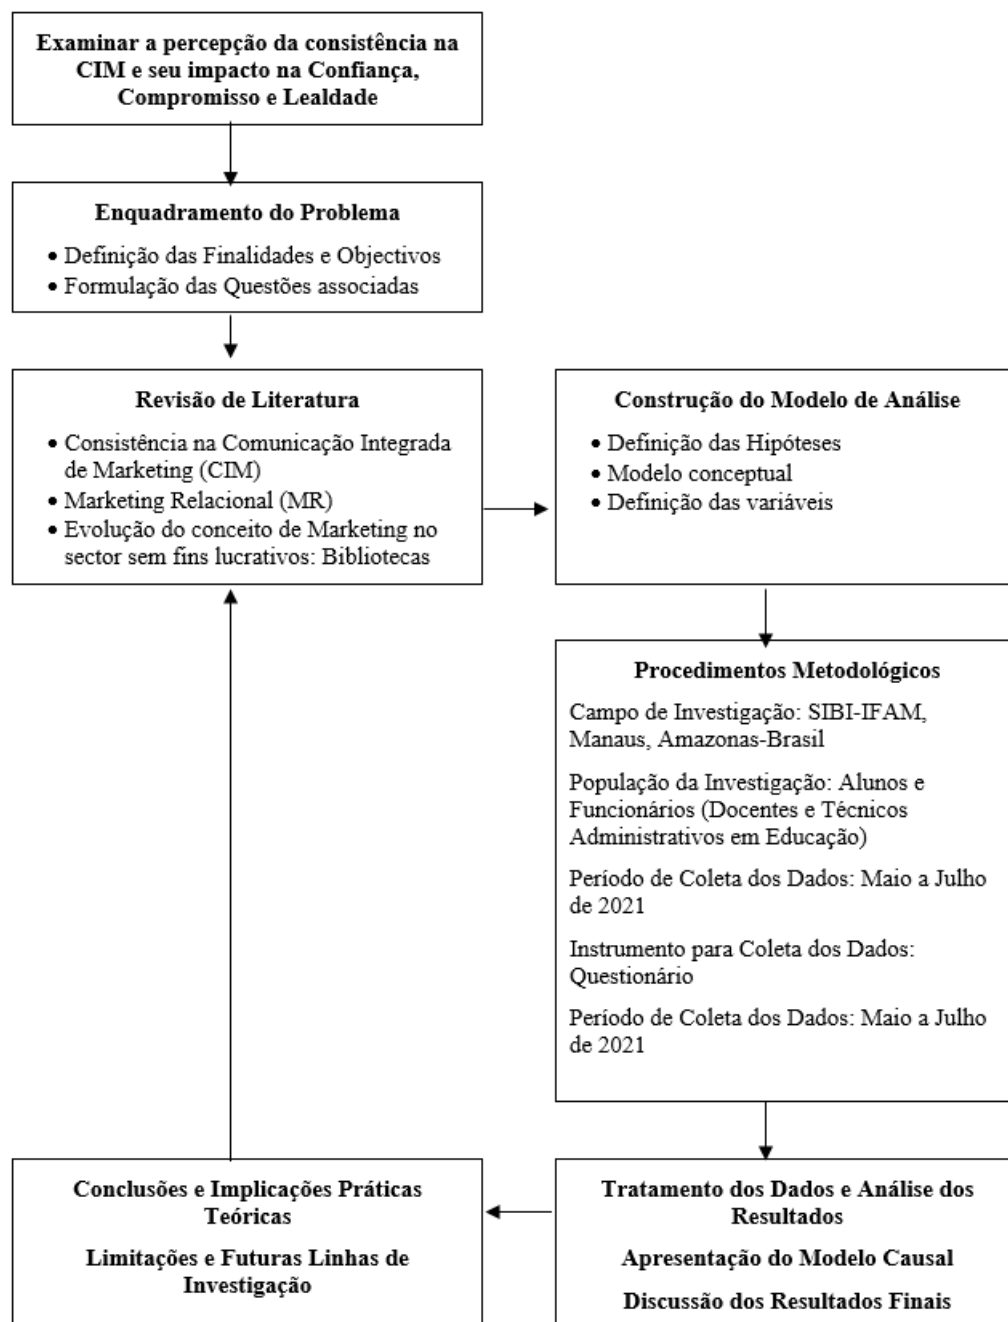 Examinar a percepção da consistência na
CIM e seu impacto na Confiança,
Compromisso e Lealdade
Enquadramento do Problema
• Definição das Finalidades e Objectivos
• Formulação das Questões associadas
Revisão de Literatura
• Consistência na Comunicação Integrada
de Marketing (CIM)
• Marketing Relacional (MR)
• Evolução do conceito de Marketing no
sector sem fins lucrativos: Bibliotecas
Construção do Modelo de Análise
• Definição das Hipóteses
• Modelo conceptual
• Definição das variáveis
Procedimentos Metodológicos
Campo de Investigação: SIBI-IFAM,
Manaus, Amazonas-Brasil
População da Investigação: Alunos e
Funcionários (Docentes e Técnicos
Administrativos em Educação)
Período de Coleta dos Dados: Maio a Julho
de 2021
Instrumento para Coleta dos Dados:
Questionário
Período de Coleta dos Dados: Maio a Julho
de 2021
Tratamento dos Dados e Análise dos
Resultados
Apresentação do Modelo Causal
Discussão dos Resultados Finais
Conclusões e Implicações Práticas
Teóricas
Limitações e Futuras Linhas de
Investigação